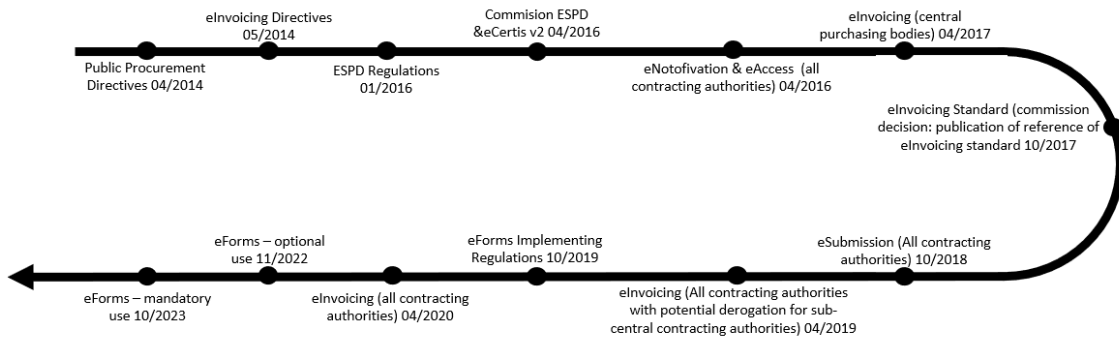 Public Procurement
Directives 04/2014
eInvoicing Directives
05/2014
ESPD Regulations
01/2016
Commision ESPD
&eCertis v2 04/2016
eNotofivation & eAccess (all
contracting authorities) 04/2016
eInvoicing (central
purchasing bodies) 04/2017
eInvoicing Standard (commission
decision: publication of reference of
eInvoicing standard 10/2017
eSubmission (All contracting
authorities) 10/2018
eInvoicing (All contracting authorities
with potential derogation for sub-
central contracting authorities) 04/2019
eForms Implementing
Regulations 10/2019
eInvoicing (all contracting
authorities) 04/2020
eForms – optional
use 11/2022
eForms – mandatory
use 10/2023